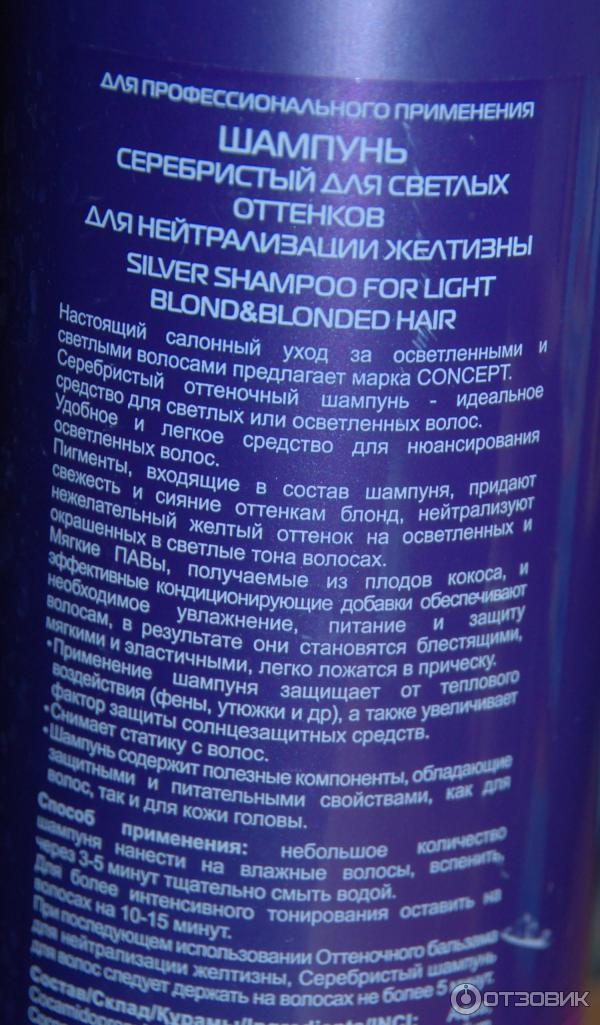 ДЛЯ ПРОФЕССИОНАЛЬНОГО ПРИМЕНЕНИЯ
ШАМПУНЬ
СЕРЕБРИСТЫЙ ДЛЯ СВЕТЛЫХ
ОТТЕНКОВ
ДЛЯ НЕЙТРАЛИЗАЦИИ ЖЕЛТИЗНЫ
SILVER SHAMPOO FOR LIGHT
BLOND&BLONDED HAIR
Настоящий салонный уход за осветленными и
светлыми волосами предлагает марка CONCEPT.
Серебристый оттеночный шампунь - идеальное
средство для светлых или осветленных волос.
Удобное и легкое средство для нюансирования
осветленных волос.
Пигменты, входящие в состав шампуня, придают
свежесть и сияние оттенкам блонд, нейтрализуют
нежелательный желтый оттенок на осветленных и
окрашенных в светлые тона волосах.
Мягкие ПАВы, получаемые из плодов кокоса, и
эффективные кондиционирующие добавки обеспечивают
необходимое увлажнение, питание и защиту
волосам, в результате они становятся блестящими,
мягкими и эластичными, легко ложатся в прическу.
•Применение шампуня защищает от теплового
воздействия (фены, утюжки и др), а также увеличивает
фактор защиты солнцезащитных средств.
•Снимает статику с волос.
•Шампунь содержит полезные компоненты, обладающие
защитными и питательными свойствами, как для
волос, так и для кожи головы.
Способ применения: небольшое количество
шампуня нанести на влажные волосы, вспенить,
через 3-5 минут тщательно смыть водой.
Для более интенсивного тонирования оставить на
волосах на 10-15 минут.
При последующем использовании Оттеночного бальзама
для нейтрализации желтизны, Серебристый шампунь
для волос следует держать на волосах не более 5 минут.
Состав/Склад/Курамы/Ingredients/INCI:
ОТЗОВИК